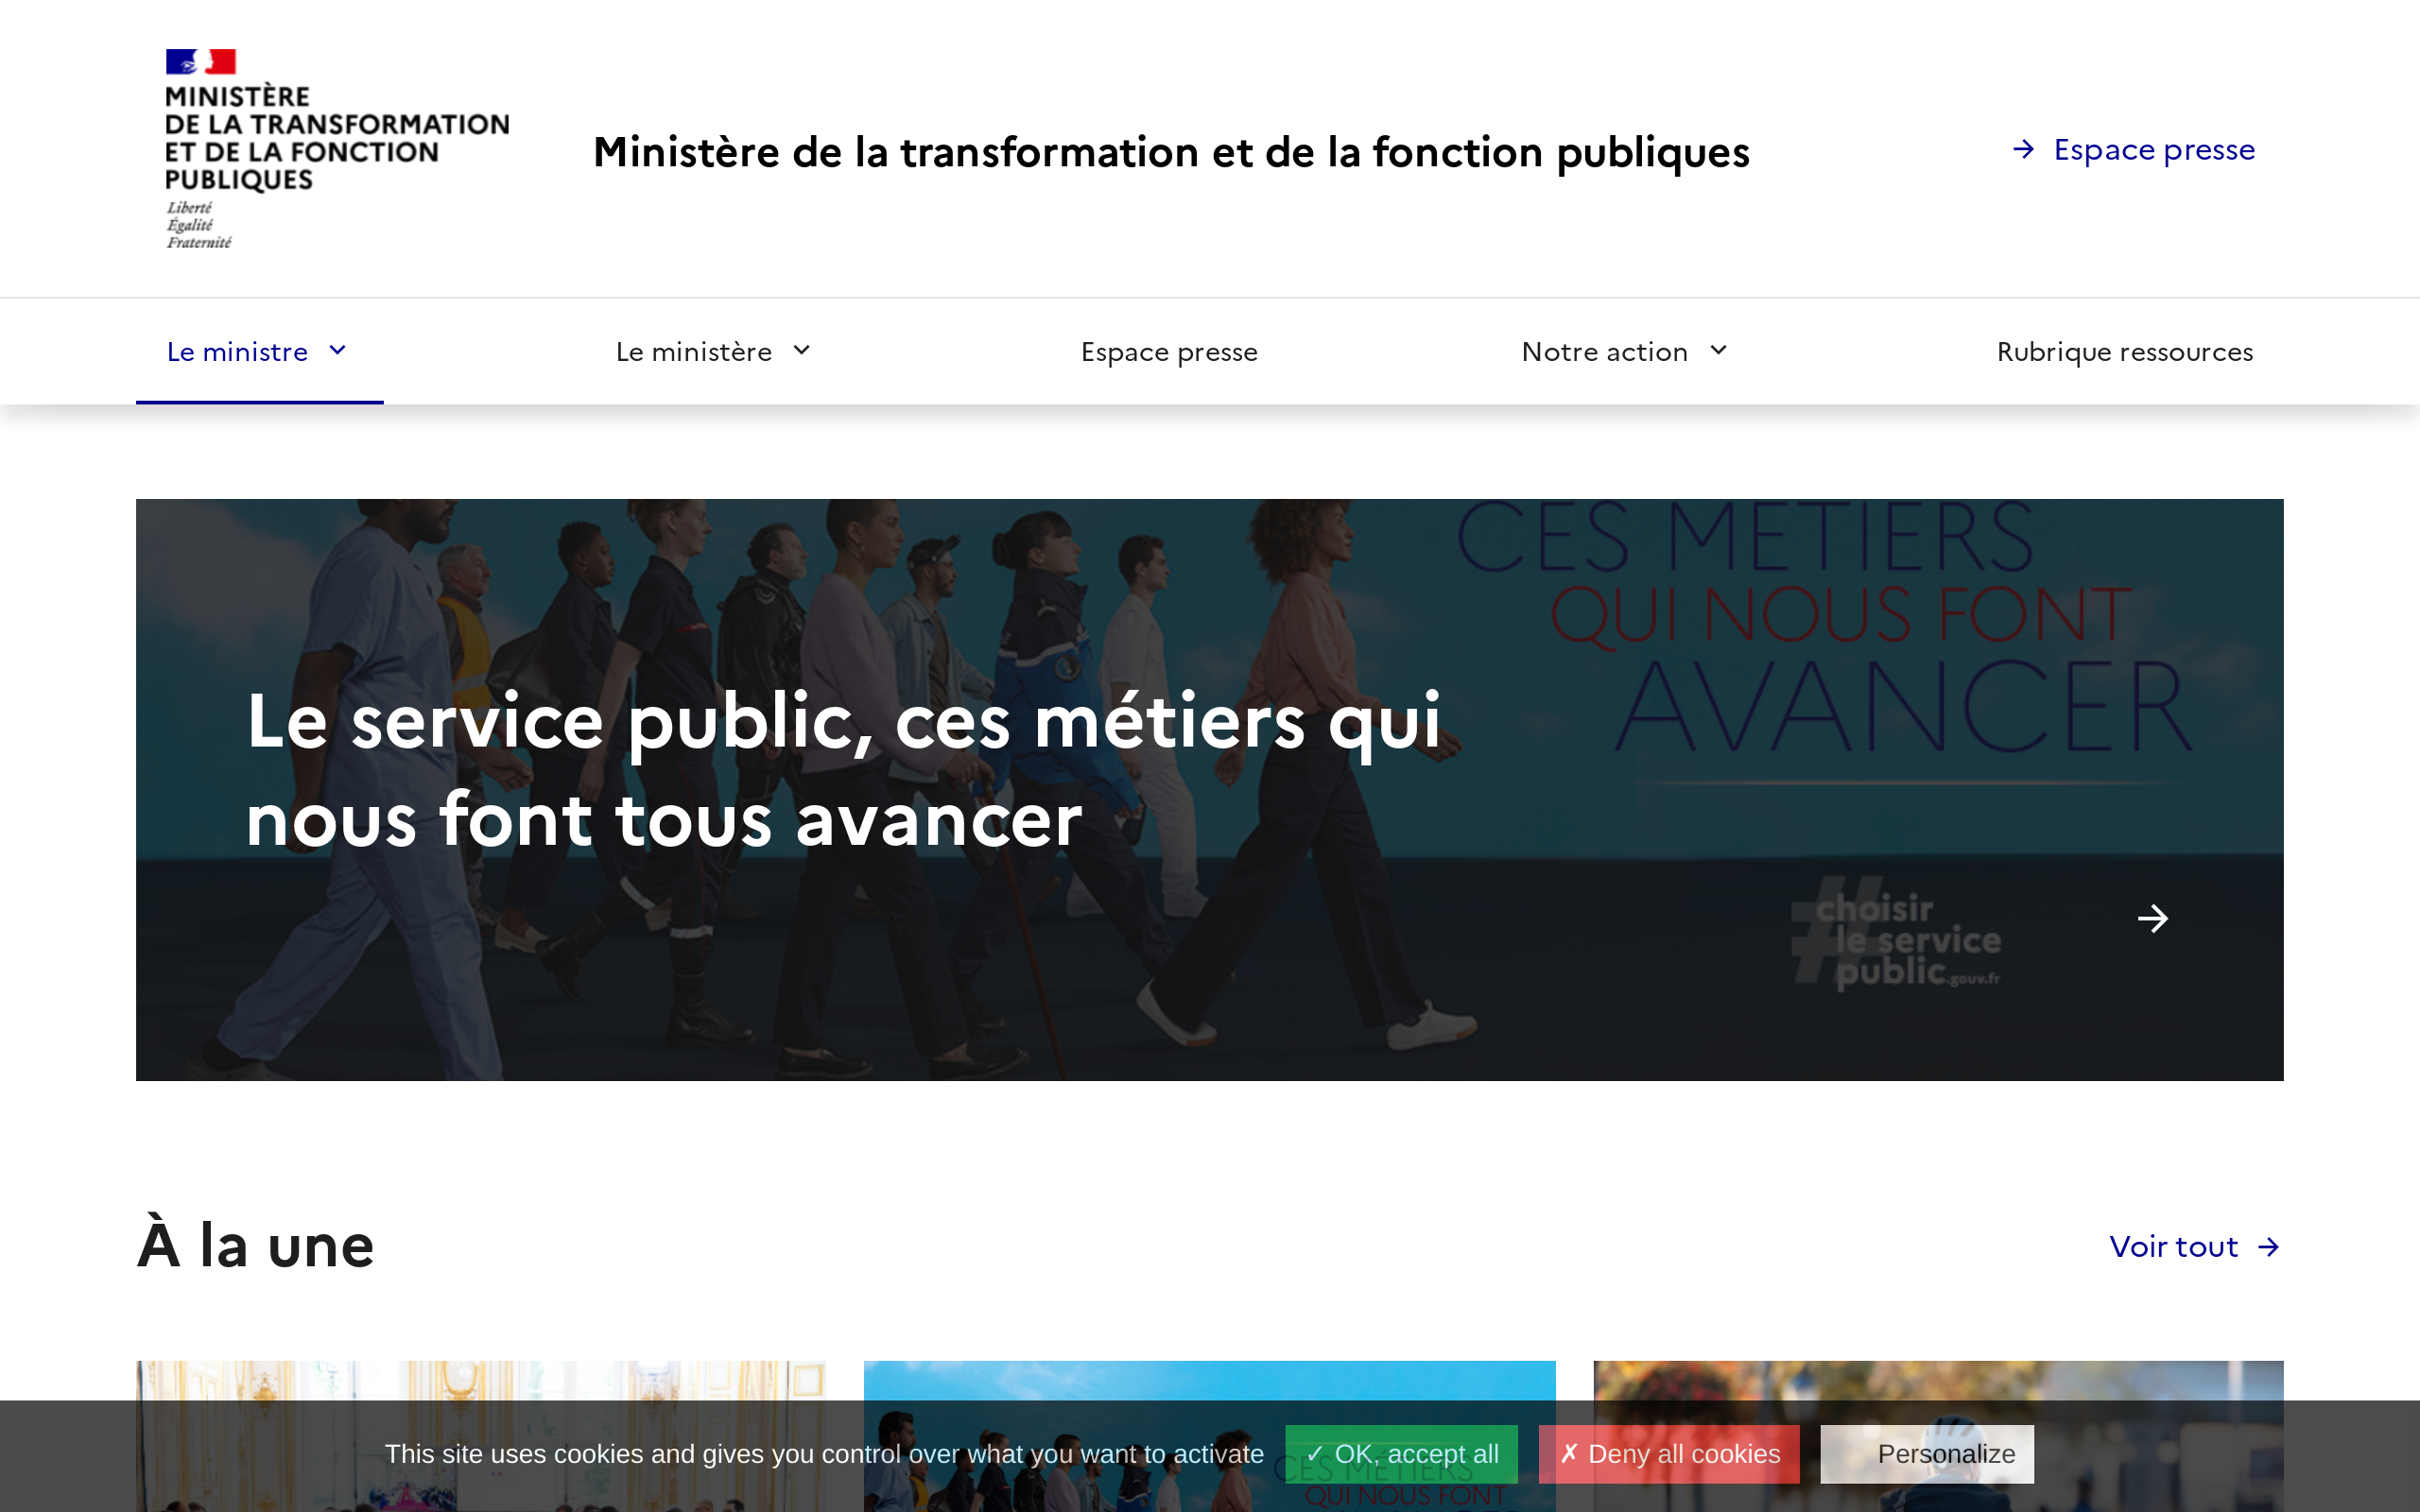 MINISTÈRE
DE LA TRANSFORMATION
ET DE LA FONCTION
PUBLIQUES
Liberté
Égalité
Fraternité
Ministère de la transformation et de la fonction publiques
Espace presse
Le ministre
Le ministère
Espace presse
Notre action
Rubrique ressources
CES MÉTIERS
QUI NOUS FONT
AVANCER
Le service public, ces métiers qui
nous font tous avancer
#choisir
le service
public.gouv.fr
À la une
Voir tout
This site uses cookies and gives you control over what you want to activate
✓ OK, accept all
✗ Deny all cookies
Personalize
CES MÉTIERS
QUI NOUS FONT